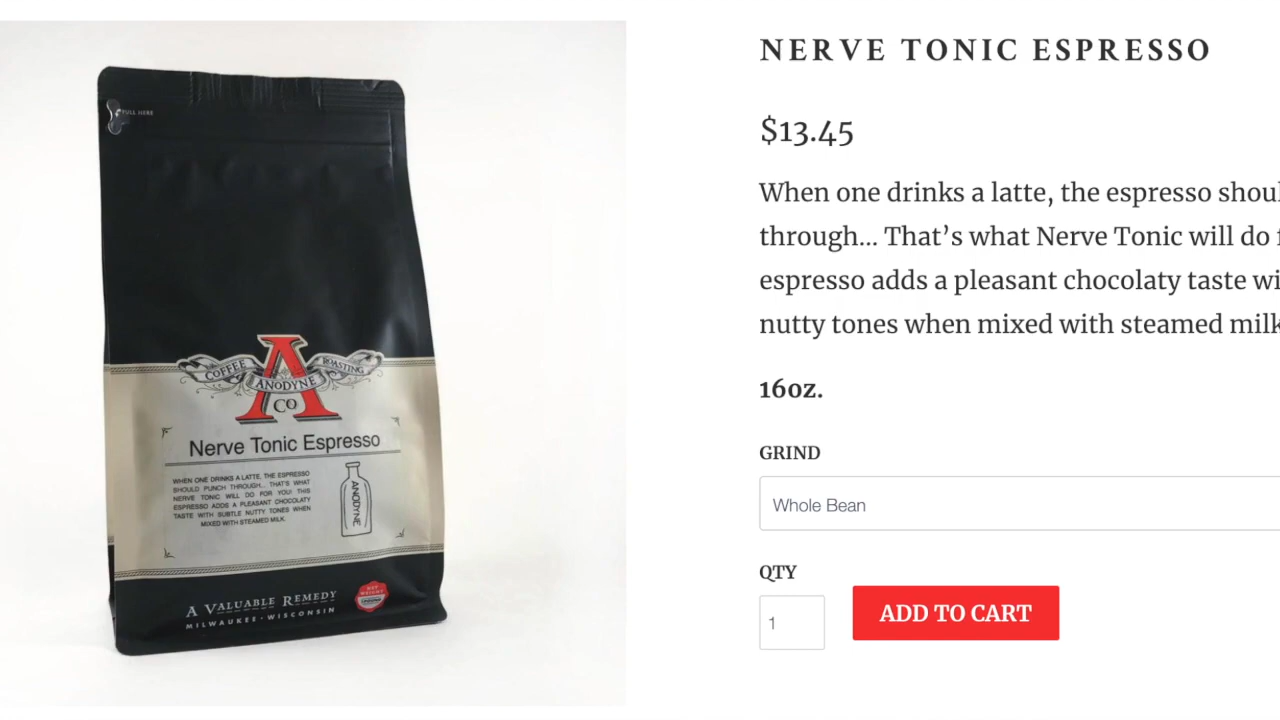 PULL HERE
COFFEE
ROASTING
ANODYNE
A
CO
Nerve Tonic Espresso
WHEN ONE DRINKS A LATTE, THE ESPRESSO
SHOULD PUNCH THROUGH... THAT'S WHAT
NERVE TONIC WILL DO FOR YOU! THIS
ESPRESSO ADDS A PLEASANT CHOCOLATY
TASTE WITH SUBTLE NUTTY TONES WHEN
MIXED WITH STEAMED MILK.
ANODYNE
A VALUABLE REMEDY
MILWAUKEE • WISCONSIN
NET
WEIGHT
NERVE TONIC ESPRESSO
$13.45
When one drinks a latte, the espresso shoul
through... That’s what Nerve Tonic will do f
espresso adds a pleasant chocolaty taste wi
nutty tones when mixed with steamed milk
16oz.
GRIND
Whole Bean
QTY
1
ADD TO CART